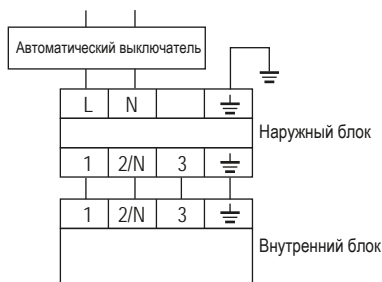 Автоматический выключатель
L N
Наружный блок
1 2/N 3
1 2/N 3
Внутренний блок